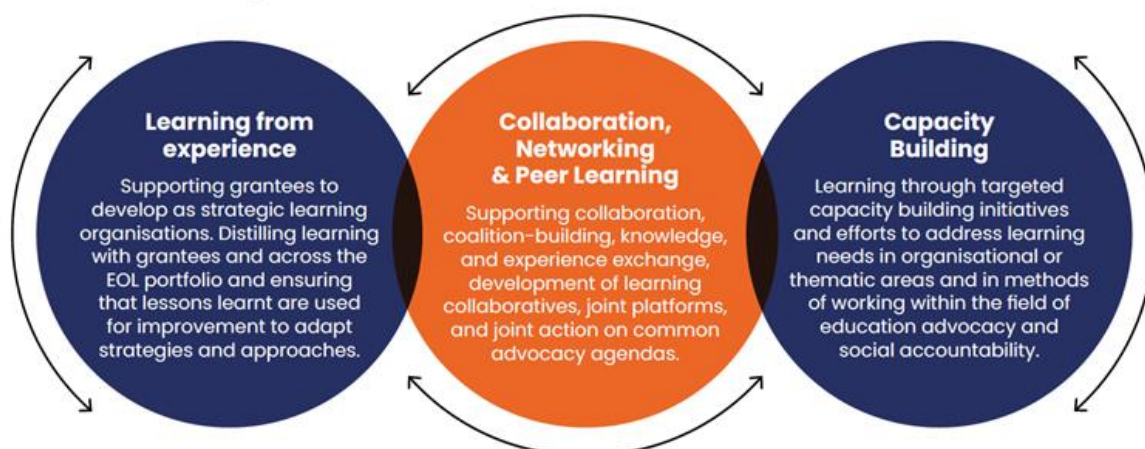 Learning from
experience
Supporting grantees to
develop as strategic learning
organisations. Distilling learning
with grantees and across the
EOL portfolio and ensuring
that lessons learnt are used
for improvement to adapt
strategies and approaches.
Collaboration,
Networking
& Peer Learning
Supporting collaboration,
coalition-building, knowledge,
and experience exchange,
development of learning
collaboratives, joint platforms,
and joint action on common
advocacy agendas.
Capacity
Building
Learning through targeted
capacity building initiatives
and efforts to address learning
needs in organisational or
thematic areas and in methods
of working within the field of
education advocacy and
social accountability.